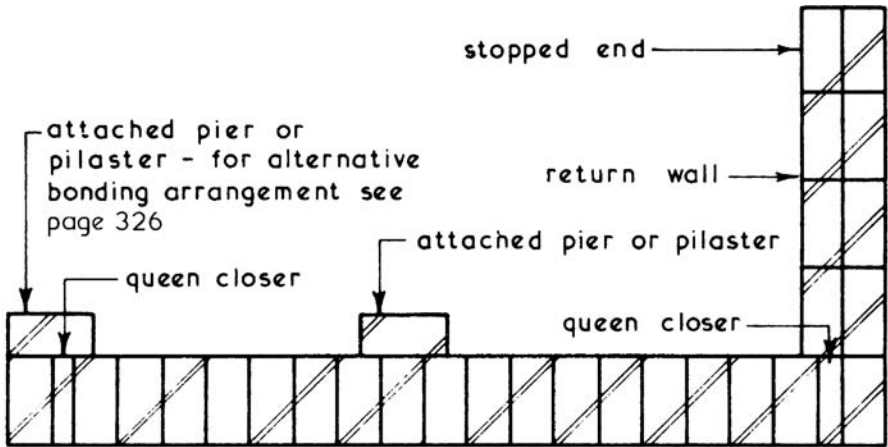 stopped end
attached pier or
pilaster - for alternative
bonding arrangement see
page 326
return wall
attached pier or pilaster
queen closer
queen closer